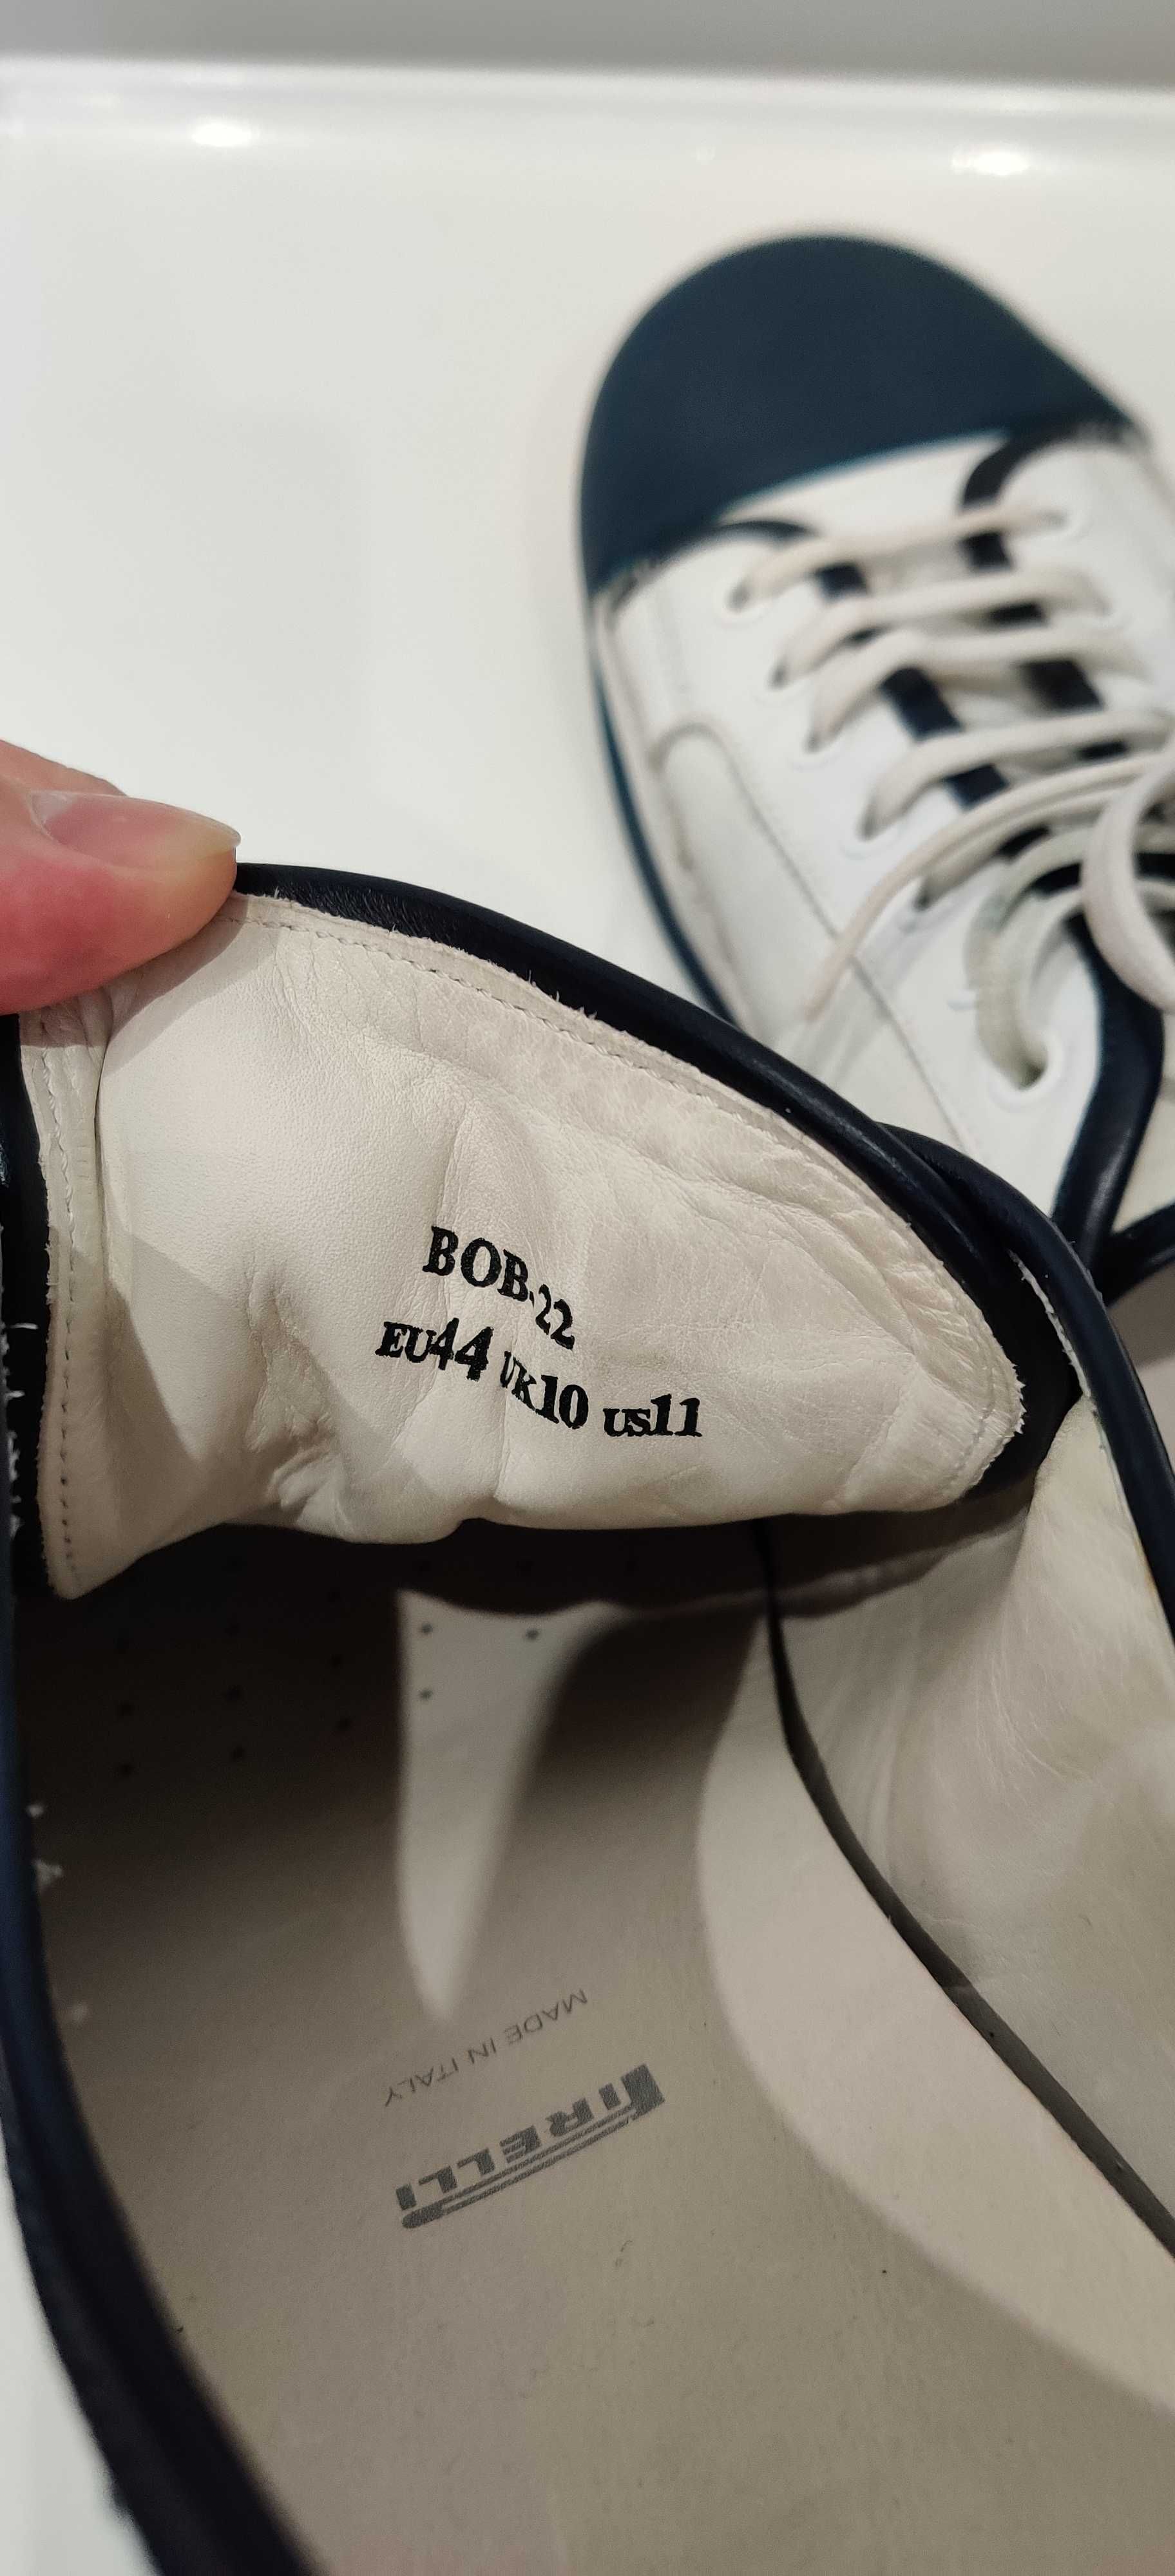 BOB-22
EU44 UK10 US11
MADE IN ITALY
PIRELLI